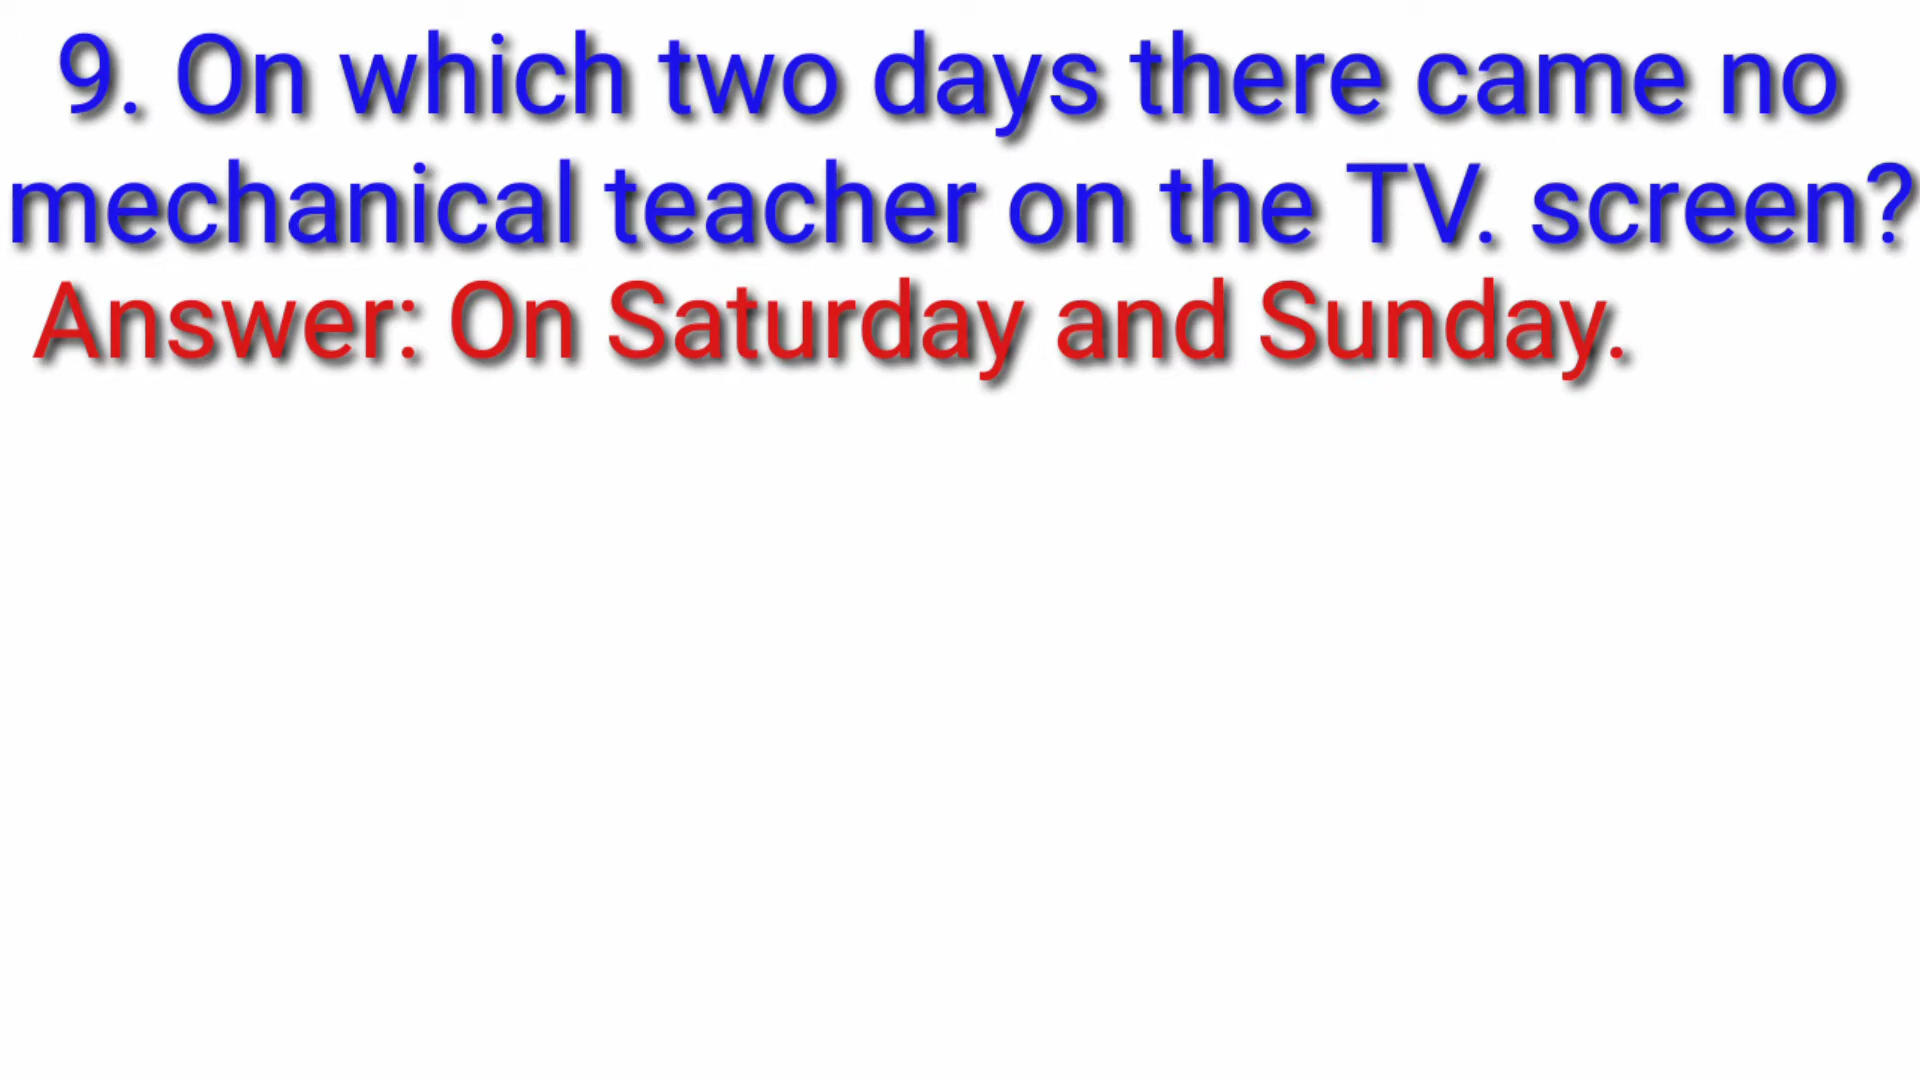 9. On which two days there came no
mechanical teacher on the TV. screen?
Answer: On Saturday and Sunday.